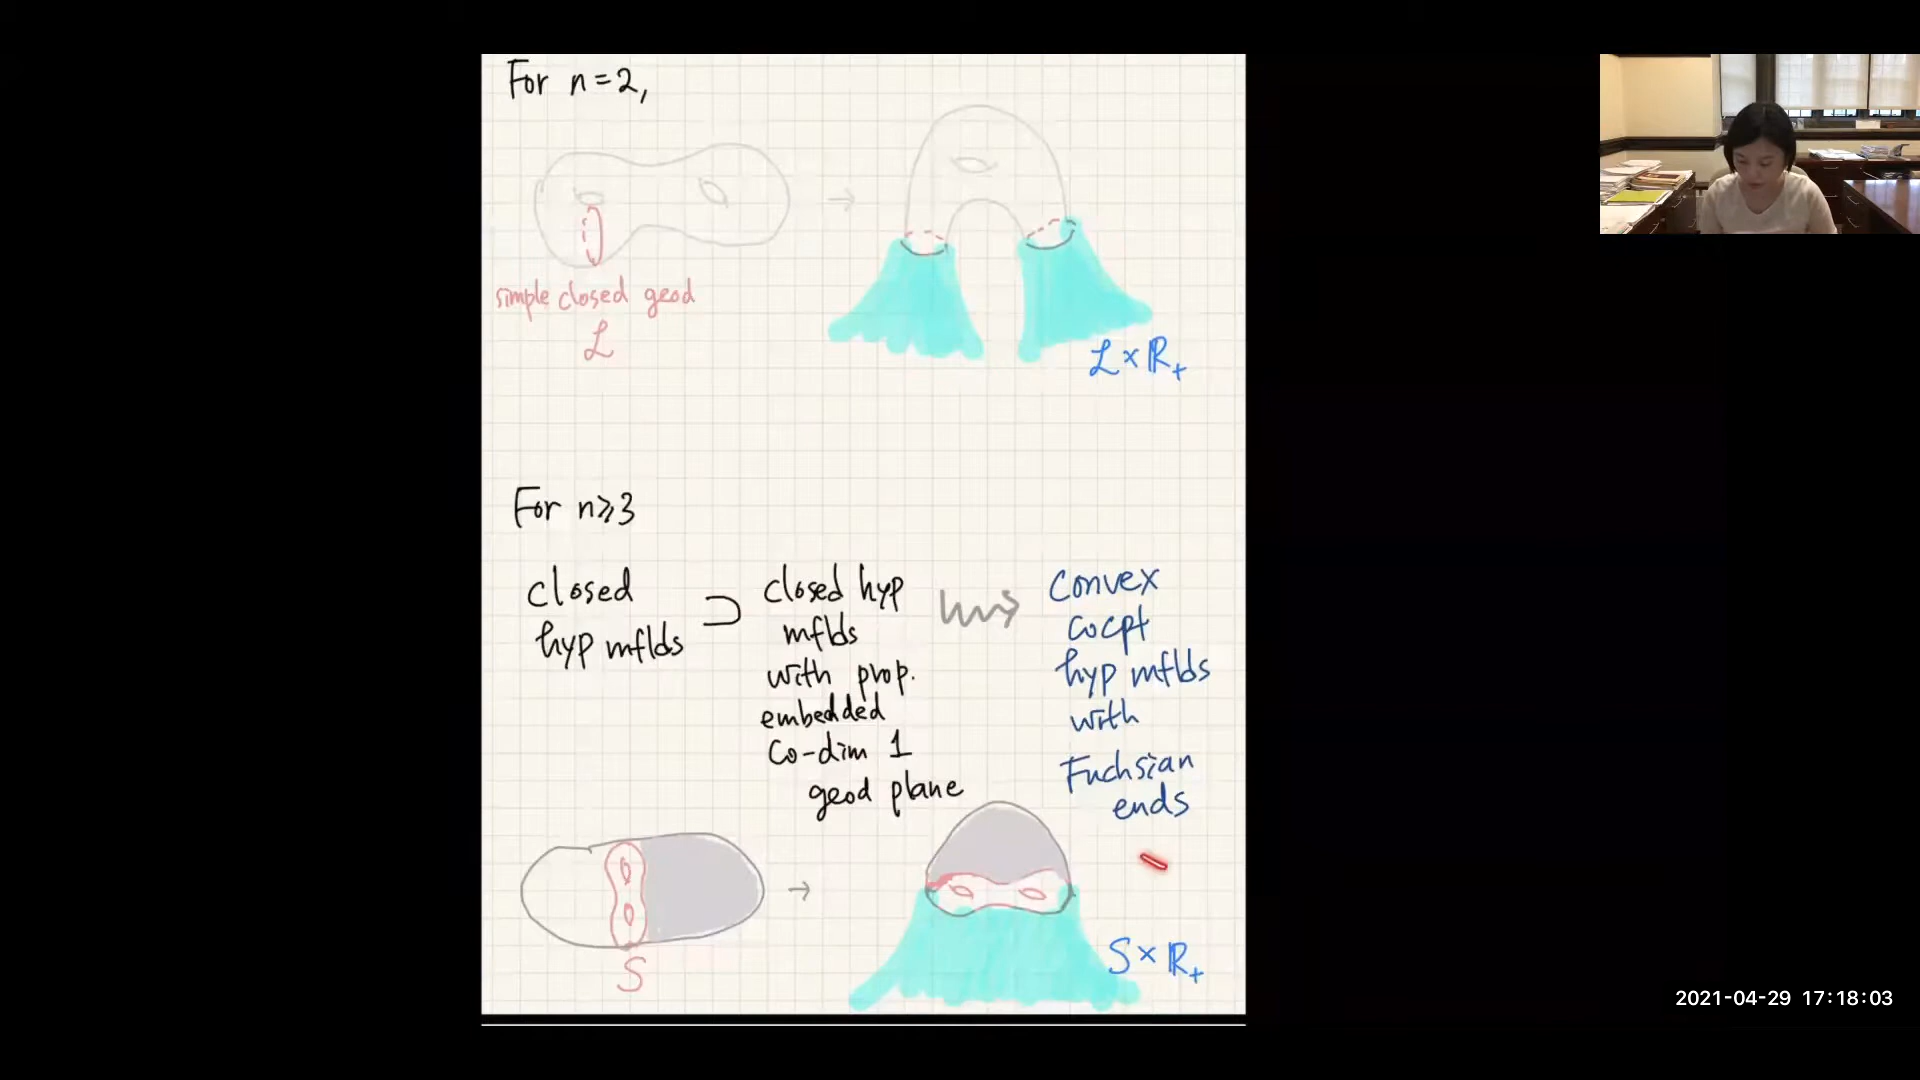 For n=2,
simple closed geod
L
L × ℝ₊
For n⩾3
closed
hyp mflds
⊃
closed hyp
mflds
with prop.
embedded
co-dim 1
geod plane
convex
cocpt
hyp mflds
with
Fuchsian
ends
S
S × ℝ₊
2021-04-29 17:18:03